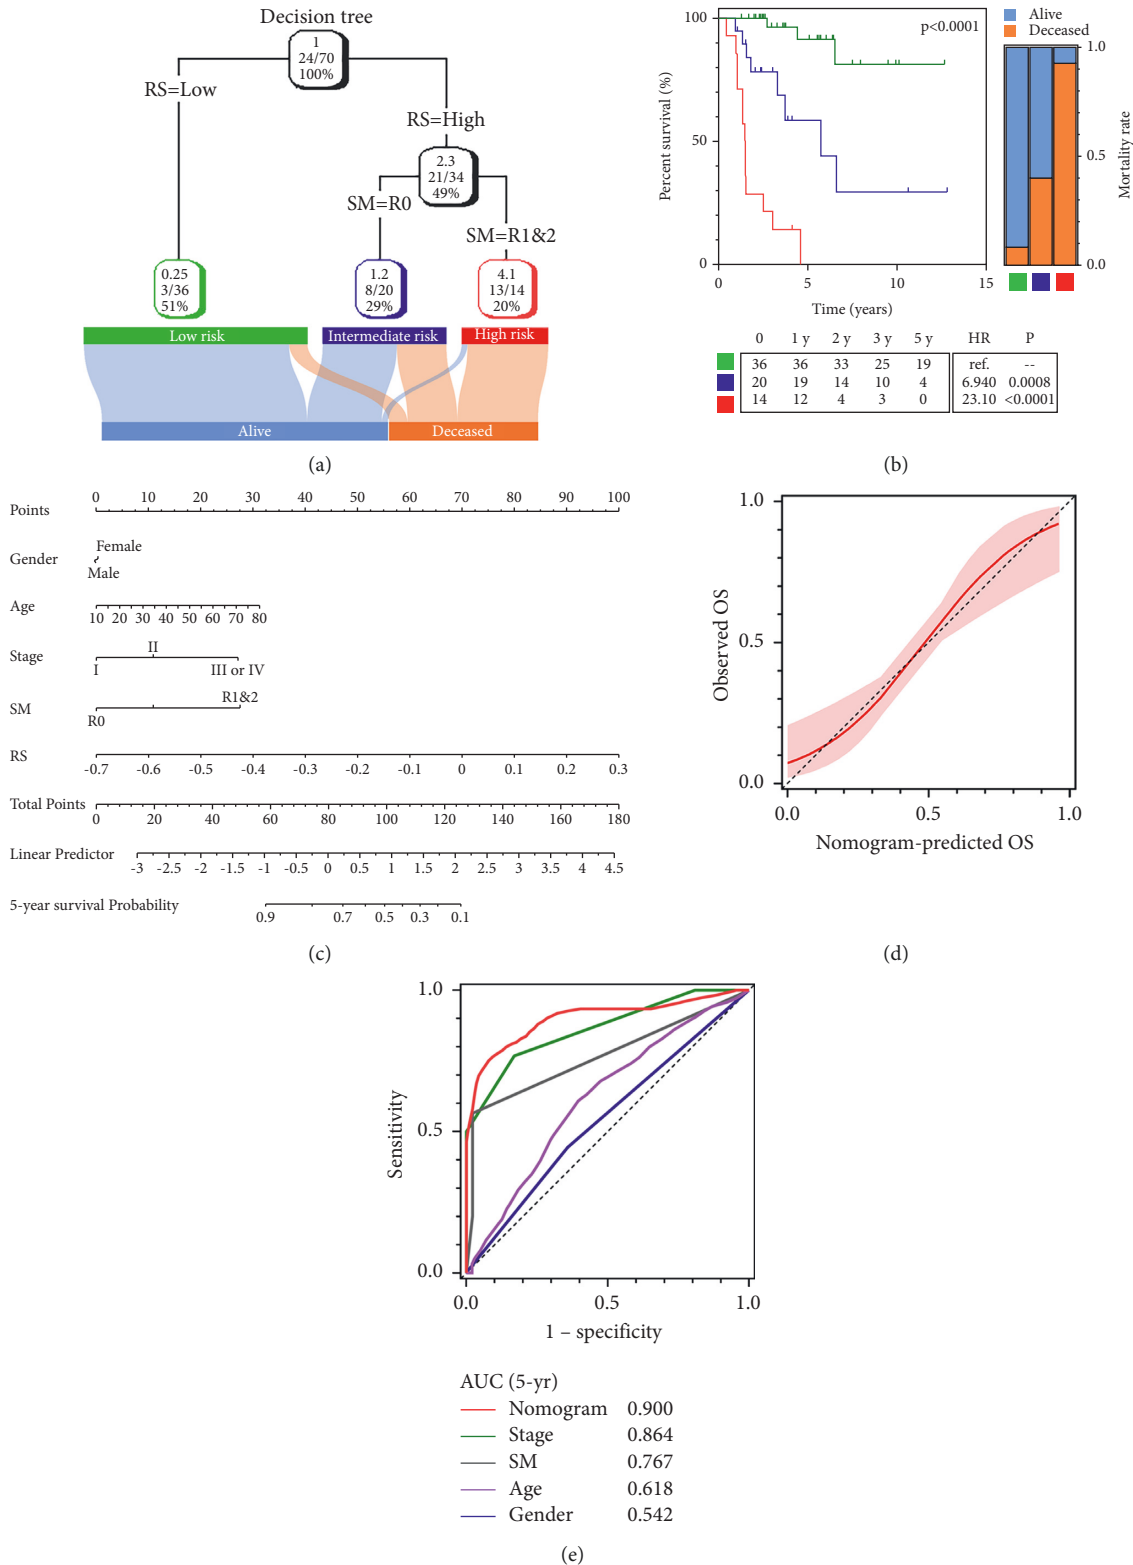 Decision tree
1
24/70
100%
RS=Low
RS=High
2.3
21/34
49%
SM=R0
SM=R1&2
0.25
3/36
51%
1.2
8/20
29%
4.1
13/14
20%
Low risk
Intermediate risk
High risk
Alive
Deceased
(a)
Percent survival (%)
100
50
0
p<0.0001
0 5 10 15
Time (years)
Alive
Deceased
1.0
0.5
0.0
Mortality rate
0 1 y 2 y 3 y 5 y HR P
36 36 33 25 19 ref. --
20 19 14 10 4 6.940 0.0008
14 12 4 3 0 23.10 <0.0001
(b)
Points
0 10 20 30 40 50 60 70 80 90 100
Gender
Female
Male
Age
10 20 30 40 50 60 70 80
Stage
II
I III or IV
SM
R1&2
R0
RS
-0.7 -0.6 -0.5 -0.4 -0.3 -0.2 -0.1 0 0.1 0.2 0.3
Total Points
0 20 40 60 80 100 120 140 160 180
Linear Predictor
-3 -2.5 -2 -1.5 -1 -0.5 0 0.5 1 1.5 2 2.5 3 3.5 4 4.5
5-year survival Probability
0.9 0.7 0.5 0.3 0.1
(c)
Observed OS
1.0
0.5
0.0
0.0 0.5 1.0
Nomogram-predicted OS
(d)
Sensitivity
1.0
0.5
0.0
0.0 0.5 1.0
1 – specificity
AUC (5-yr)
Nomogram 0.900
Stage 0.864
SM 0.767
Age 0.618
Gender 0.542
(e)